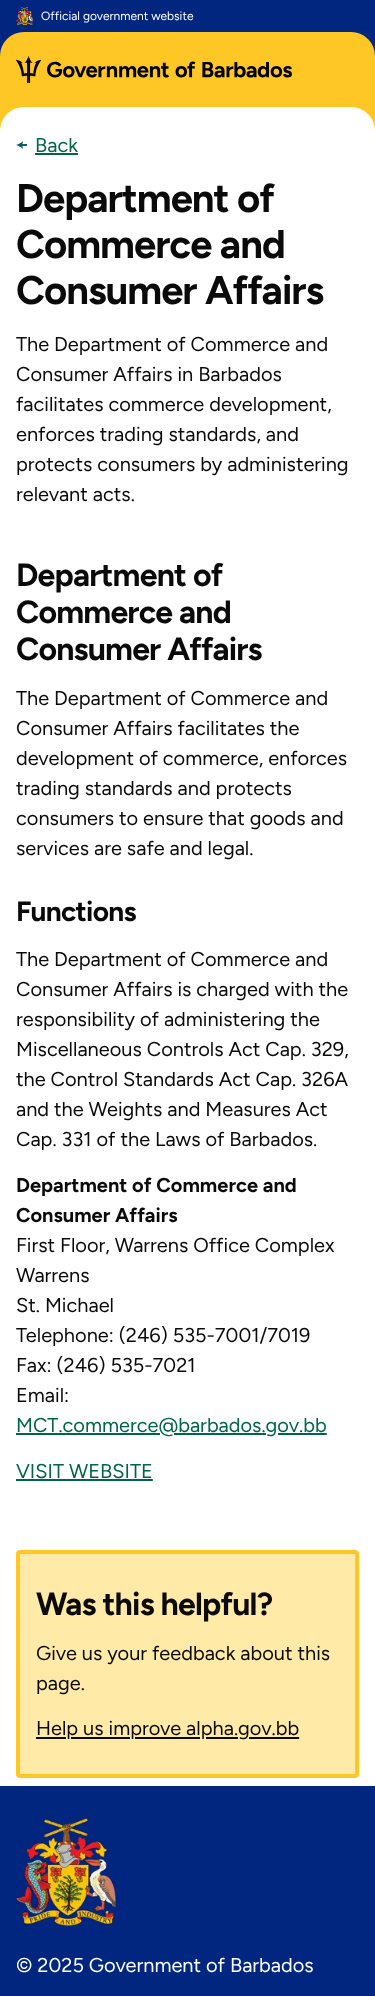 Official government website
Government of Barbados
Back
Department of
Commerce and
Consumer Affairs
The Department of Commerce and
Consumer Affairs in Barbados
facilitates commerce development,
enforces trading standards, and
protects consumers by administering
relevant acts.
Department of
Commerce and
Consumer Affairs
The Department of Commerce and
Consumer Affairs facilitates the
development of commerce, enforces
trading standards and protects
consumers to ensure that goods and
services are safe and legal.
Functions
The Department of Commerce and
Consumer Affairs is charged with the
responsibility of administering the
Miscellaneous Controls Act Cap. 329,
the Control Standards Act Cap. 326A
and the Weights and Measures Act
Cap. 331 of the Laws of Barbados.
Department of Commerce and
Consumer Affairs
First Floor, Warrens Office Complex
Warrens
St. Michael
Telephone: (246) 535-7001/7019
Fax: (246) 535-7021
Email:
MCT.commerce@barbados.gov.bb
VISIT WEBSITE
Was this helpful?
Give us your feedback about this
page.
Help us improve alpha.gov.bb
PRIDE AND INDUSTRY
© 2025 Government of Barbados